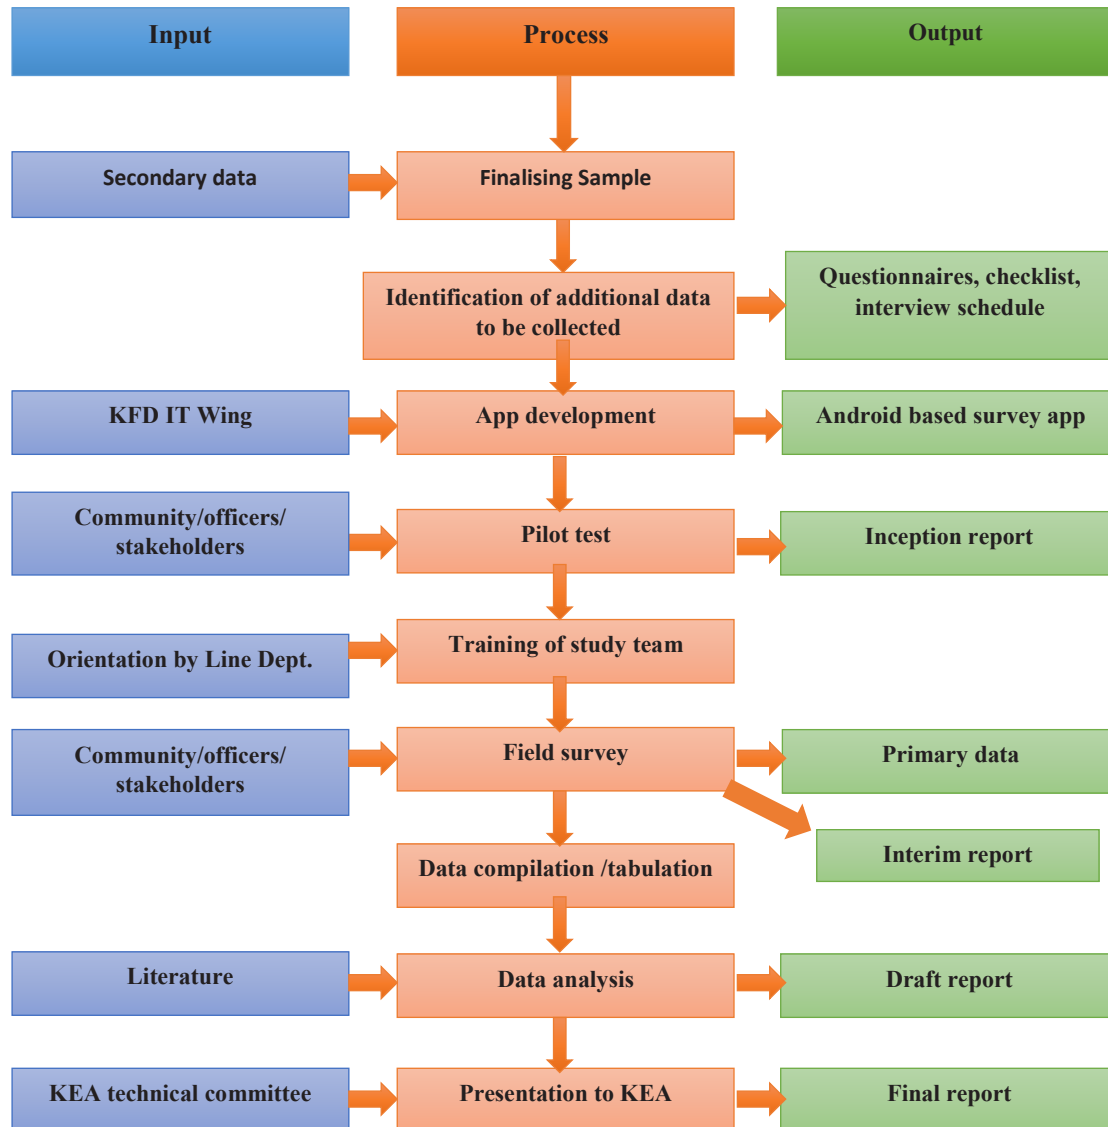 Input
Process
Output
Secondary data
Finalising Sample
Identification of additional data
to be collected
Questionnaires, checklist,
interview schedule
KFD IT Wing
App development
Android based survey app
Community/officers/
stakeholders
Pilot test
Inception report
Orientation by Line Dept.
Training of study team
Community/officers/
stakeholders
Field survey
Primary data
Interim report
Data compilation /tabulation
Literature
Data analysis
Draft report
KEA technical committee
Presentation to KEA
Final report